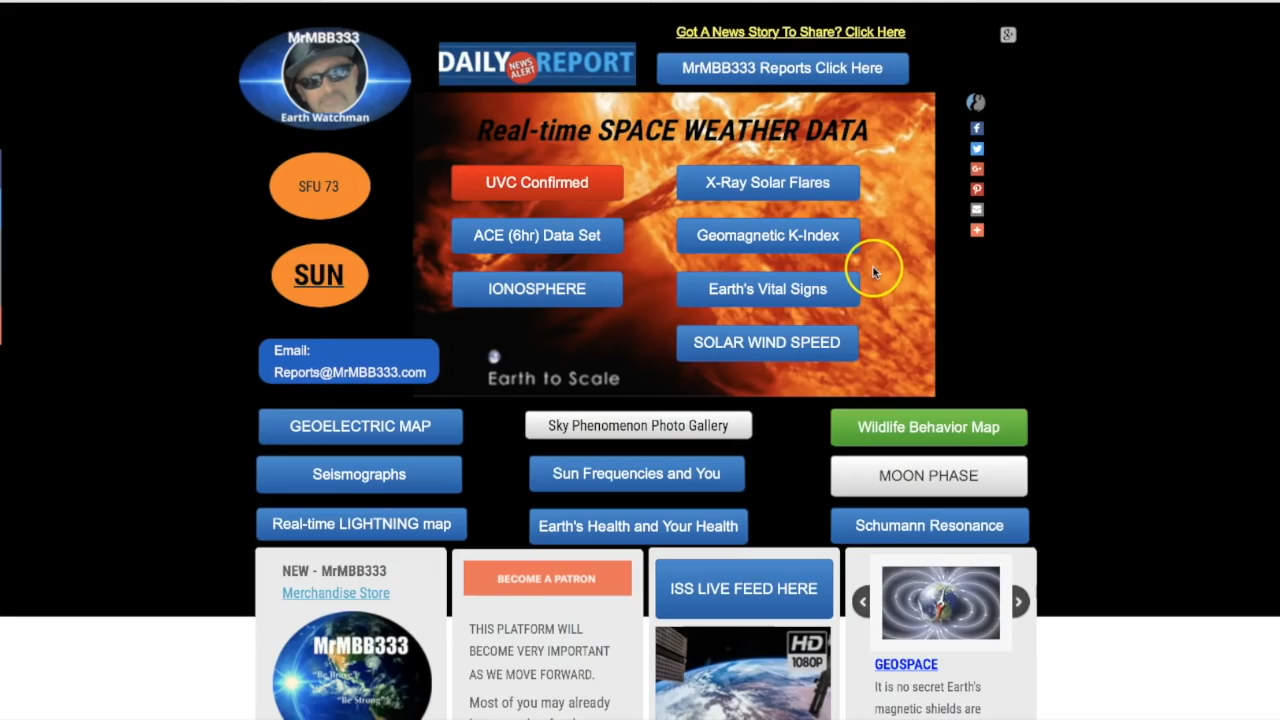 MrMBB333
Earth Watchman
DAILY NEWS ALERT REPORT
Got A News Story To Share? Click Here
MrMBB333 Reports Click Here
Real-time SPACE WEATHER DATA
SFU 73
SUN
UVC Confirmed
X-Ray Solar Flares
ACE (6hr) Data Set
Geomagnetic K-Index
IONOSPHERE
Earth's Vital Signs
SOLAR WIND SPEED
Earth to Scale
Email:
Reports@MrMBB333.com
GEOELECTRIC MAP
Sky Phenomenon Photo Gallery
Wildlife Behavior Map
Seismographs
Sun Frequencies and You
MOON PHASE
Real-time LIGHTNING map
Earth's Health and Your Health
Schumann Resonance
NEW - MrMBB333
Merchandise Store
MrMBB333
"Be Brave"
"Be Strong"
BECOME A PATRON
THIS PLATFORM WILL
BECOME VERY IMPORTANT
AS WE MOVE FORWARD.
Most of you may already
ISS LIVE FEED HERE
HD
1080P
GEOSPACE
It is no secret Earth's
magnetic shields are